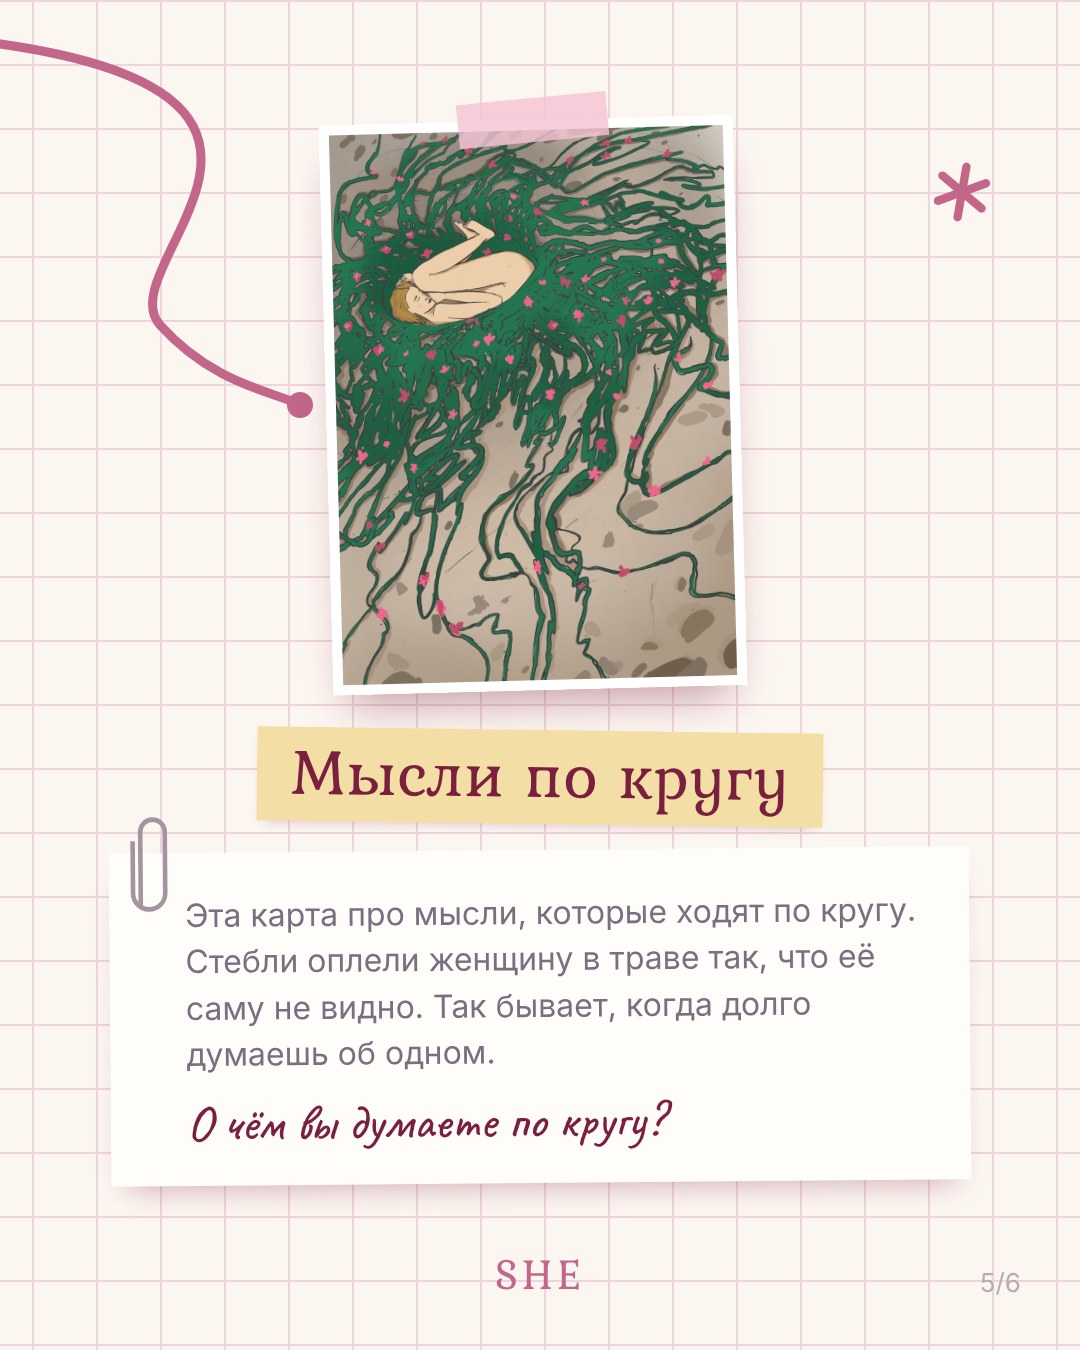 Мысли по кругу
Эта карта про мысли, которые ходят по кругу.
Стебли оплели женщину в траве так, что её
саму не видно. Так бывает, когда долго
думаешь об одном.
О чём вы думаете по кругу?
SHE
5/6